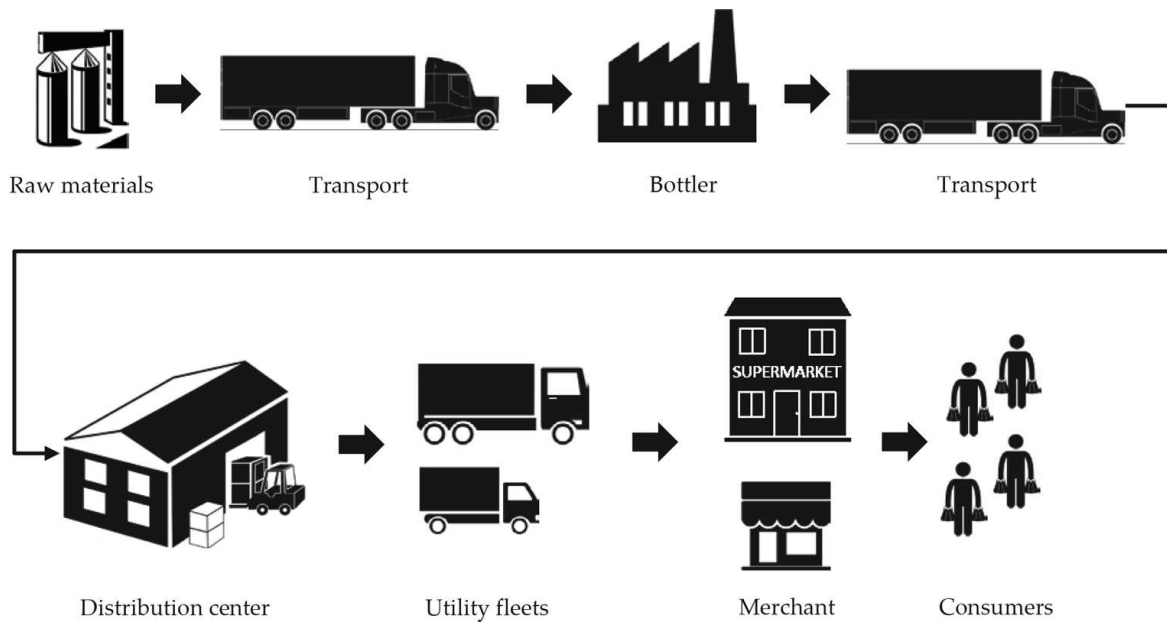 Raw materials
Transport
Bottler
Transport
SUPERMARKET
Distribution center
Utility fleets
Merchant
Consumers